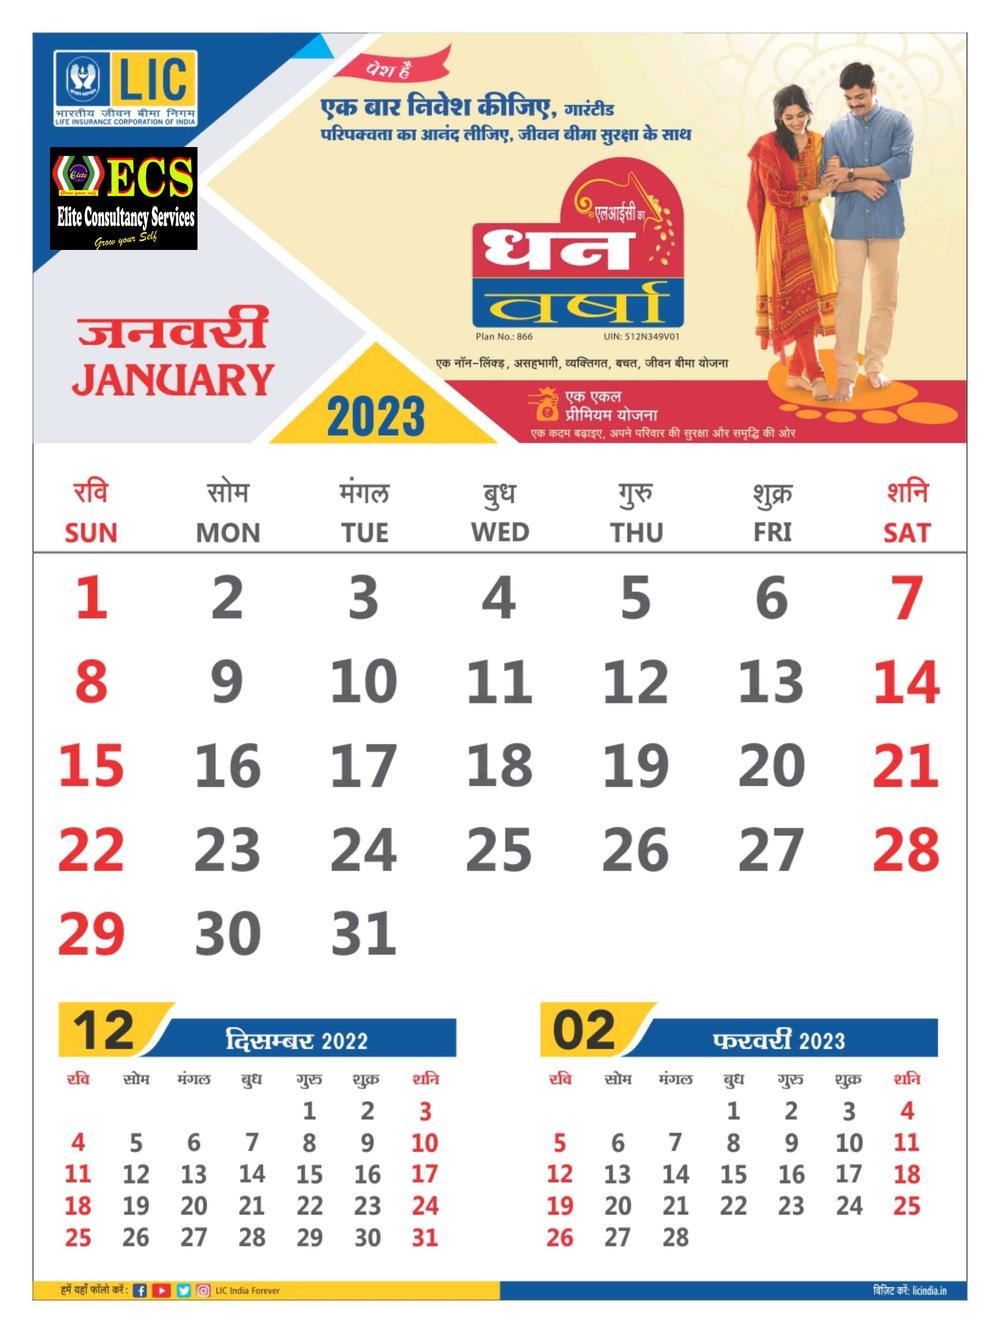 LIC
भारतीय जीवन बीमा निगम
LIFE INSURANCE CORPORATION OF INDIA
Elite
Grow your self
ECS
Elite Consultancy Services
Grow your Self
पेश है
एक बार निवेश कीजिए, गारंटीड
परिपक्वता का आनंद लीजिए, जीवन बीमा सुरक्षा के साथ
एलआईसी का
धन
वर्षा
Plan No.: 866 UIN: 512N349V01
एक नॉन-लिंक्ड, असहभागी, व्यक्तिगत, बचत, जीवन बीमा योजना
एक एकल
प्रीमियम योजना
एक कदम बढ़ाइए, अपने परिवार की सुरक्षा और समृद्धि की ओर
जनवरी
JANUARY
2023
रवि सोम मंगल बुध गुरु शुक्र शनि
SUN MON TUE WED THU FRI SAT
1 2 3 4 5 6 7
8 9 10 11 12 13 14
15 16 17 18 19 20 21
22 23 24 25 26 27 28
29 30 31
12 दिसम्बर 2022
रवि सोम मंगल बुध गुरु शुक्र शनि
1 2 3
4 5 6 7 8 9 10
11 12 13 14 15 16 17
18 19 20 21 22 23 24
25 26 27 28 29 30 31
02 फरवरी 2023
रवि सोम मंगल बुध गुरु शुक्र शनि
1 2 3 4
5 6 7 8 9 10 11
12 13 14 15 16 17 18
19 20 21 22 23 24 25
26 27 28
हमें यहाँ फॉलो करें: LIC India Forever
विज़िट करें: licindia.in